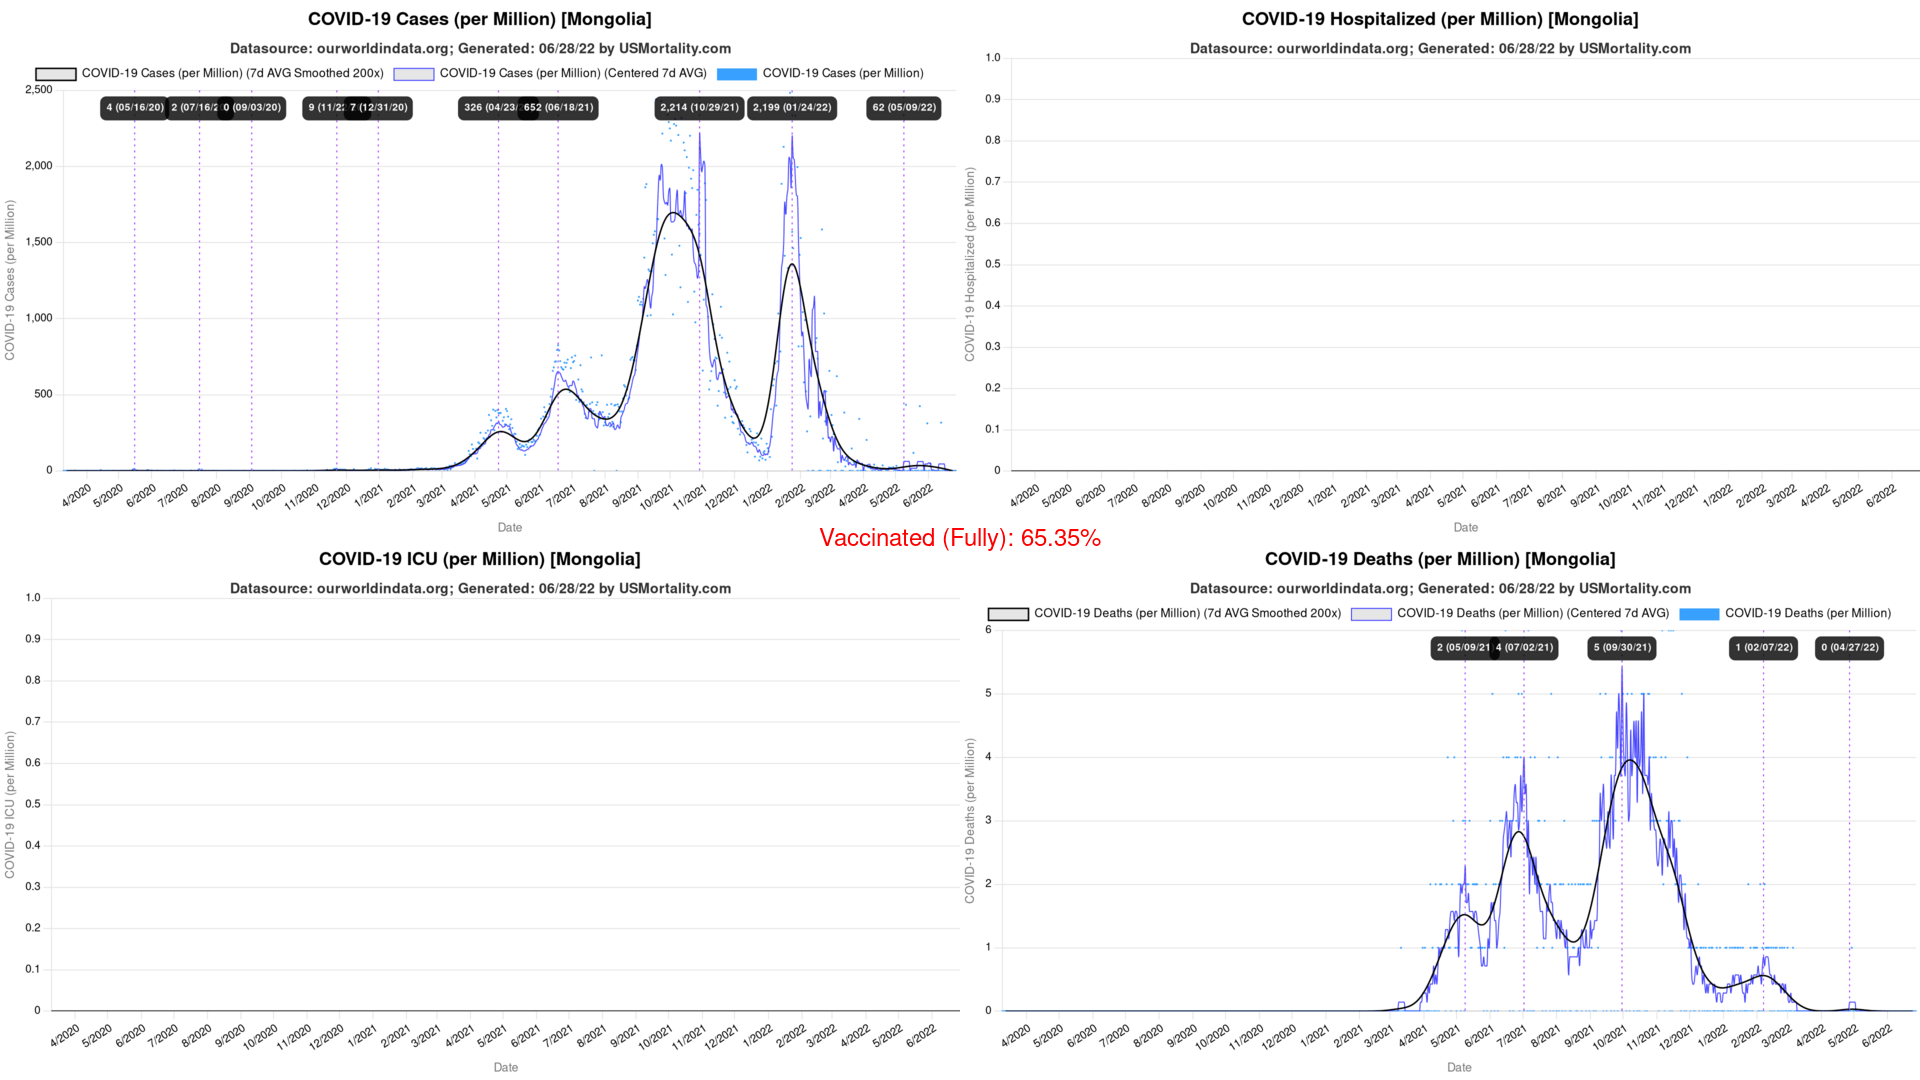 COVID-19 Cases (per Million) [Mongolia]
Datasource: ourworldindata.org; Generated: 06/28/22 by USMortality.com
COVID-19 Cases (per Million) (7d AVG Smoothed 200x) COVID-19 Cases (per Million) (Centered 7d AVG) COVID-19 Cases (per Million)
4 (05/16/20) 2 (07/16/2 0 (09/03/20) 9 (11/22 7 (12/31/20) 326 (04/23/ 652 (06/18/21) 2,214 (10/29/21) 2,199 (01/24/22) 62 (05/09/22)
COVID-19 Cases (per Million)
2,500
2,000
1,500
1,000
500
0
4/2020 5/2020 6/2020 7/2020 8/2020 9/2020 10/2020 11/2020 12/2020 1/2021 2/2021 3/2021 4/2021 5/2021 6/2021 7/2021 8/2021 9/2021 10/2021 11/2021 12/2021 1/2022 2/2022 3/2022 4/2022 5/2022 6/2022
Date
COVID-19 Hospitalized (per Million) [Mongolia]
Datasource: ourworldindata.org; Generated: 06/28/22 by USMortality.com
COVID-19 Hospitalized (per Million)
1.0
0.9
0.8
0.7
0.6
0.5
0.4
0.3
0.2
0.1
0
4/2020 5/2020 6/2020 7/2020 8/2020 9/2020 10/2020 11/2020 12/2020 1/2021 2/2021 3/2021 4/2021 5/2021 6/2021 7/2021 8/2021 9/2021 10/2021 11/2021 12/2021 1/2022 2/2022 3/2022 4/2022 5/2022 6/2022
Date
Vaccinated (Fully): 65.35%
COVID-19 ICU (per Million) [Mongolia]
Datasource: ourworldindata.org; Generated: 06/28/22 by USMortality.com
COVID-19 ICU (per Million)
1.0
0.9
0.8
0.7
0.6
0.5
0.4
0.3
0.2
0.1
0
4/2020 5/2020 6/2020 7/2020 8/2020 9/2020 10/2020 11/2020 12/2020 1/2021 2/2021 3/2021 4/2021 5/2021 6/2021 7/2021 8/2021 9/2021 10/2021 11/2021 12/2021 1/2022 2/2022 3/2022 4/2022 5/2022 6/2022
Date
COVID-19 Deaths (per Million) [Mongolia]
Datasource: ourworldindata.org; Generated: 06/28/22 by USMortality.com
COVID-19 Deaths (per Million) (7d AVG Smoothed 200x) COVID-19 Deaths (per Million) (Centered 7d AVG) COVID-19 Deaths (per Million)
2 (05/09/21 4 (07/02/21) 5 (09/30/21) 1 (02/07/22) 0 (04/27/22)
COVID-19 Deaths (per Million)
6
5
4
3
2
1
0
4/2020 5/2020 6/2020 7/2020 8/2020 9/2020 10/2020 11/2020 12/2020 1/2021 2/2021 3/2021 4/2021 5/2021 6/2021 7/2021 8/2021 9/2021 10/2021 11/2021 12/2021 1/2022 2/2022 3/2022 4/2022 5/2022 6/2022
Date